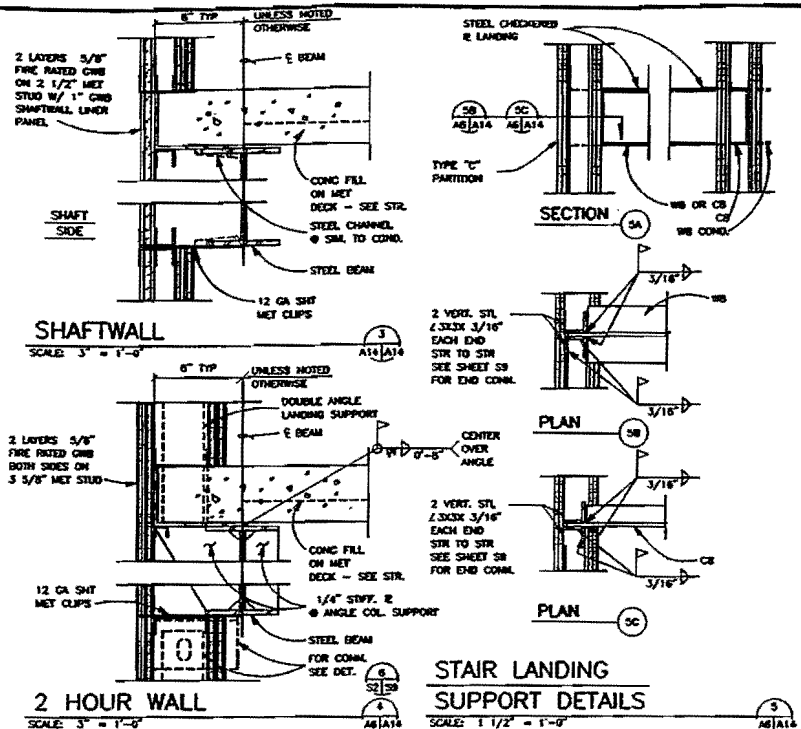 6" TYP
UNLESS NOTED
OTHERWISE
℄ BEAM
2 LAYERS 5/8"
FIRE RATED GWB
ON 2 1/2" MET
STUD W/ 1" GWB
SHAFTWALL LINER
PANEL
CONC FILL
ON MET
DECK - SEE STR.
SHAFT
SIDE
STEEL CHANNEL
@ SIM. TO COND.
STEEL BEAM
12 GA SHT
MET CLIPS
SHAFTWALL
SCALE: 3" = 1'-0"
3
A14 A14
6" TYP
UNLESS NOTED
OTHERWISE
DOUBLE ANGLE
LANDING SUPPORT
℄ BEAM
2 LAYERS 5/8"
FIRE RATED GWB
BOTH SIDES ON
3 5/8" MET STUD
CENTER
OVER
ANGLE
CONC FILL
ON MET
DECK - SEE STR.
12 GA SHT
MET CLIPS
1/4" STIFF. ℄
@ ANGLE COL. SUPPORT
STEEL BEAM
FOR CONN.
SEE DET.
6
S2 S9
2 HOUR WALL
SCALE: 3" = 1'-0"
4
A6 A14
STEEL CHECKERED
LANDING
5B
A6 A14
5C
A6 A14
TYPE "C"
PARTITION
W8 OR C8
C8
W8 COND.
SECTION
5A
3/16"
W8
2 VERT. STL
∠3X3X 3/16"
EACH END
STR TO STR
SEE SHEET S9
FOR END CONN.
3/16"
PLAN
5B
3/16"
2 VERT. STL
∠3X3X 3/16"
EACH END
STR TO STR
SEE SHEET S9
FOR END CONN.
C8
3/16"
PLAN
5C
STAIR LANDING
SUPPORT DETAILS
SCALE: 1 1/2" = 1'-0"
5
A6 A14